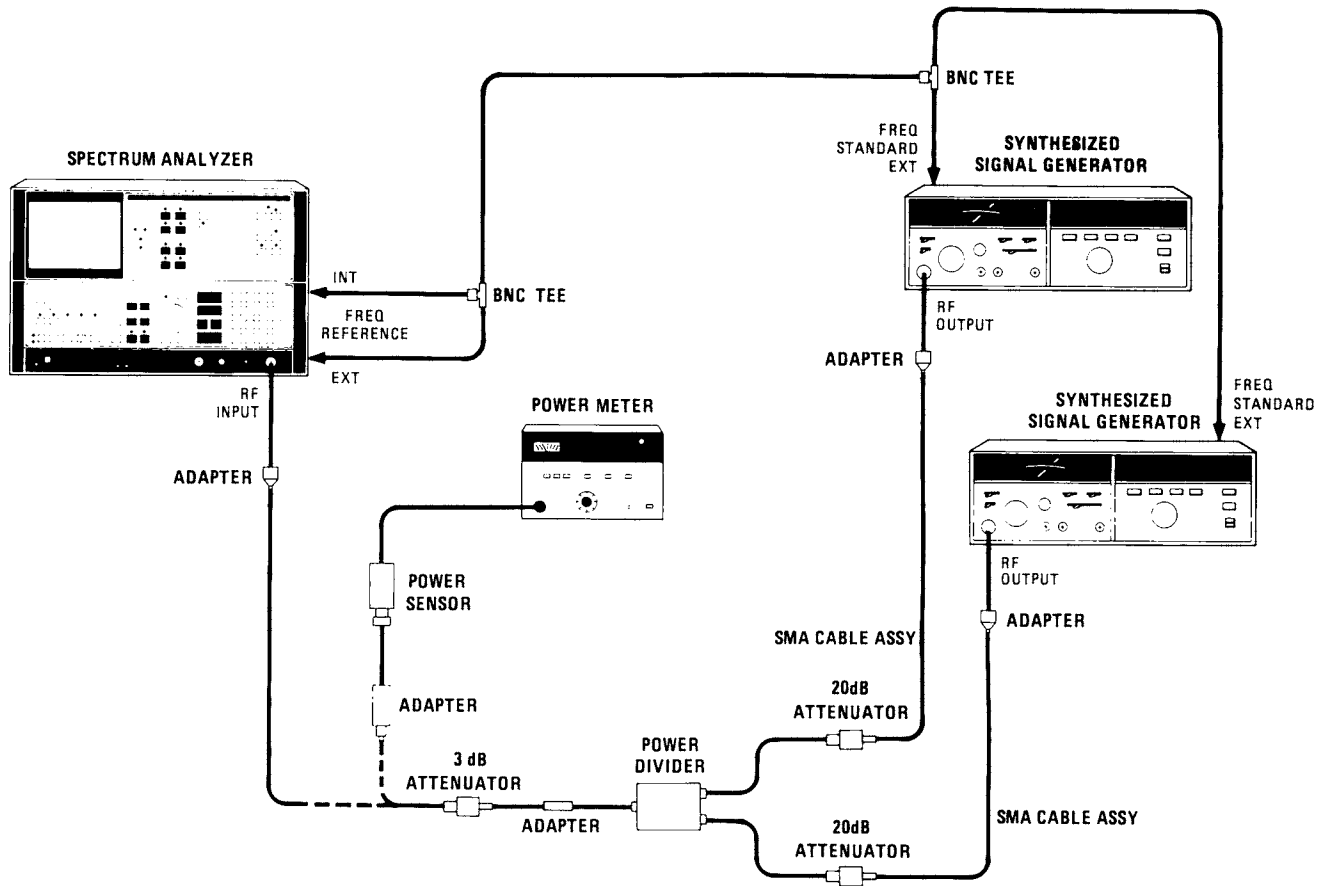 BNC TEE
FREQ
STANDARD
EXT
SYNTHESIZED
SIGNAL GENERATOR
SPECTRUM ANALYZER
INT
BNC TEE
FREQ
REFERENCE
EXT
RF
OUTPUT
ADAPTER
RF
INPUT
ADAPTER
POWER METER
SYNTHESIZED
SIGNAL GENERATOR
FREQ
STANDARD
EXT
POWER
SENSOR
RF
OUTPUT
ADAPTER
SMA CABLE ASSY
ADAPTER
20dB
ATTENUATOR
POWER
DIVIDER
3 dB
ATTENUATOR
ADAPTER
20dB
ATTENUATOR
SMA CABLE ASSY